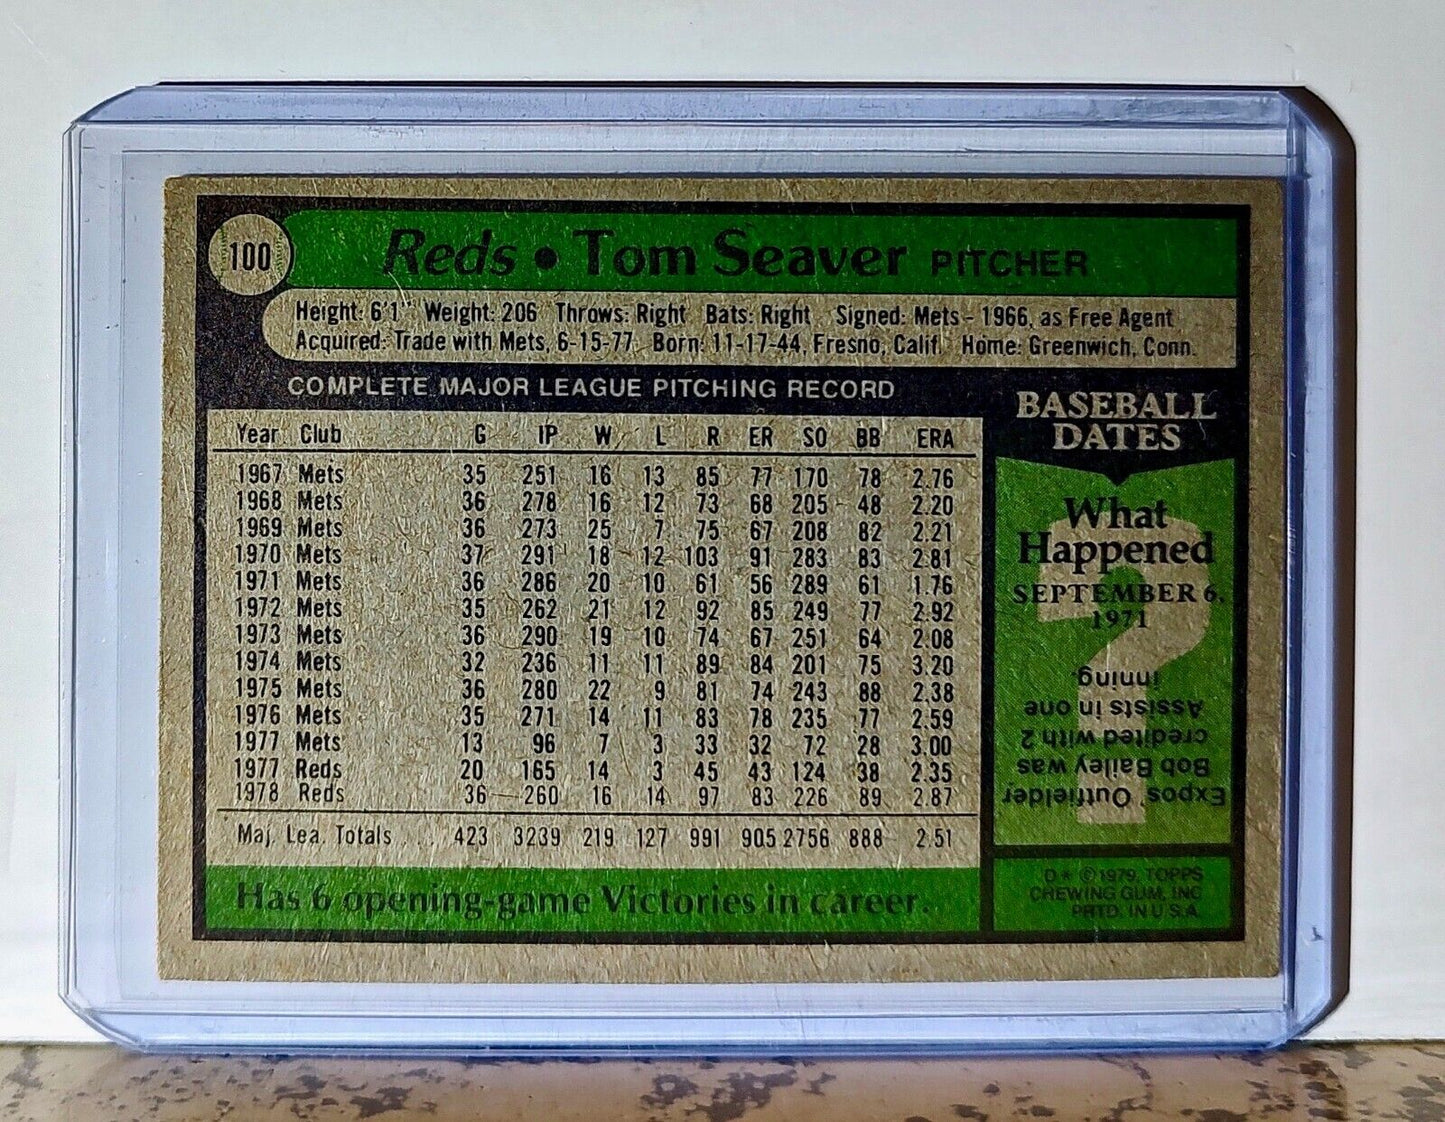 100
Reds • Tom Seaver PITCHER
Height: 6'1" Weight: 206 Throws: Right Bats: Right Signed: Mets - 1966, as Free Agent
Acquired: Trade with Mets, 6-15-77 Born: 11-17-44, Fresno, Calif. Home: Greenwich, Conn.
COMPLETE MAJOR LEAGUE PITCHING RECORD
Year Club G IP W L R ER SO BB ERA
1967 Mets 35 251 16 13 85 77 170 78 2.76
1968 Mets 36 278 16 12 73 68 205 48 2.20
1969 Mets 36 273 25 7 75 67 208 82 2.21
1970 Mets 37 291 18 12 103 91 283 83 2.81
1971 Mets 36 286 20 10 61 56 289 61 1.76
1972 Mets 35 262 21 12 92 85 249 77 2.92
1973 Mets 36 290 19 10 74 67 251 64 2.08
1974 Mets 32 236 11 11 89 84 201 75 3.20
1975 Mets 36 280 22 9 81 74 243 88 2.38
1976 Mets 35 271 14 11 83 78 235 77 2.59
1977 Mets 13 96 7 3 33 32 72 28 3.00
1977 Reds 20 165 14 3 45 43 124 38 2.35
1978 Reds 36 260 16 14 97 83 226 89 2.87
Maj. Lea. Totals . . . 423 3239 219 127 991 905 2756 888 2.51
Has 6 opening-game Victories in career.
BASEBALL
DATES
What
Happened
SEPTEMBER 6,
1971
Expos' Outfielder
Bob Bailey was
credited with 2
Assists in one
inning.
D* ©1979, TOPPS
CHEWING GUM, INC
PRTD. IN U.S.A.